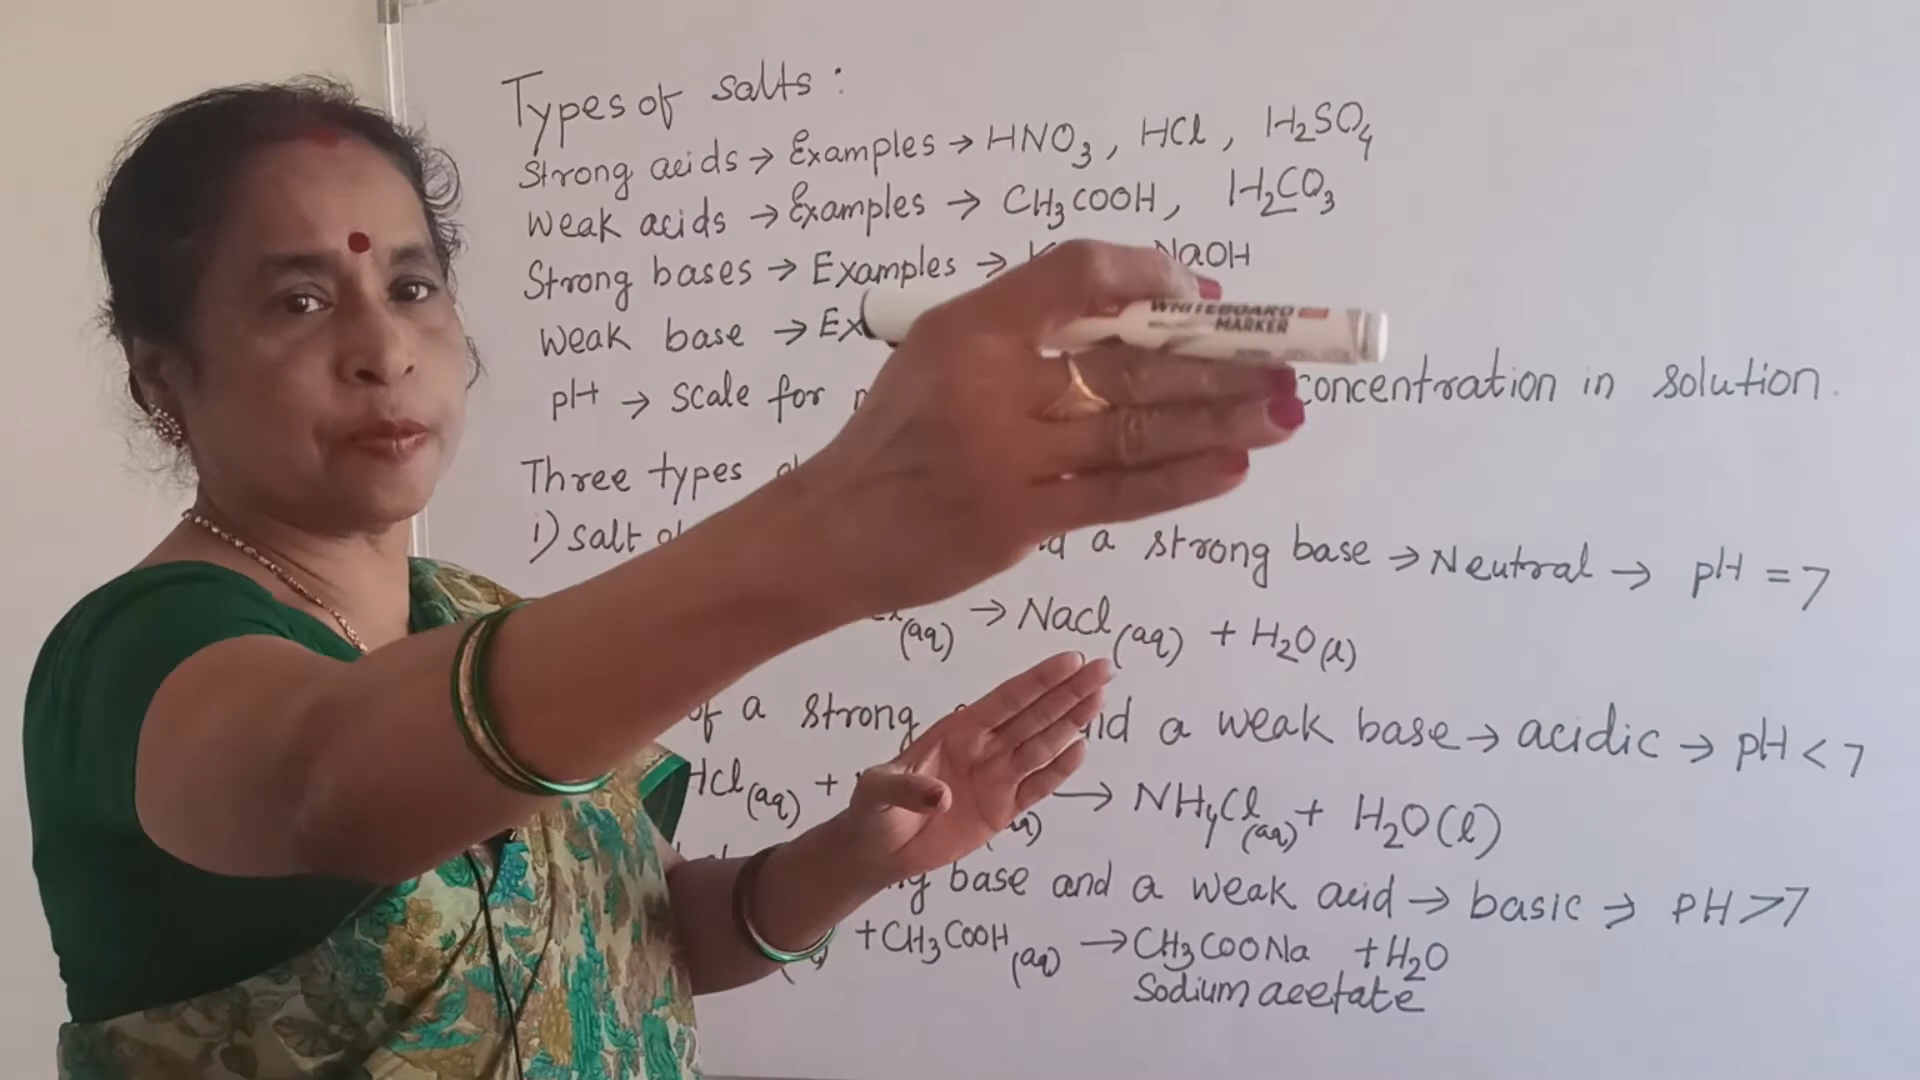 Types of salts :
Strong acids → Examples → HNO₃, HCl, H₂SO₄
Weak acids → Examples → CH₃COOH, H₂CO₃
Strong bases → Examples → NaOH
Weak base →
WHITEBOARD
MARKER
pH → scale for concentration in solution.
Three types
1) Salt a strong base → Neutral → pH = 7
(aq) → Nacl (aq) + H₂O (l)
of a strong a weak base → acidic → pH < 7
Hcl (aq) + → NH₄Cl (aq) + H₂O (l)
base and a weak acid → basic → PH > 7
+ CH₃COOH (aq) → CH₃COONa + H₂O
Sodium acetate